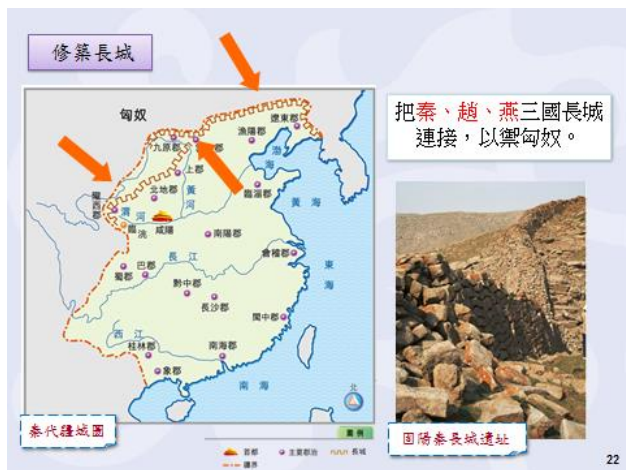 修築長城
把秦、趙、燕三國長城
連接，以禦匈奴。
匈奴
遼東郡
漁陽郡
九原郡
郡
上郡
渤海
北地郡
黃河
臨淄郡
隴西郡
渭河
黃海
臨洮
咸陽
南陽郡
會稽郡
長江
巴郡
蜀郡
東海
黔中郡
長沙郡
閩中郡
西江
桂林郡
南海郡
象郡
南海
北
秦代疆域圖
圖例
首都
主要郡治
長城
疆界
固陽秦長城遺址
22